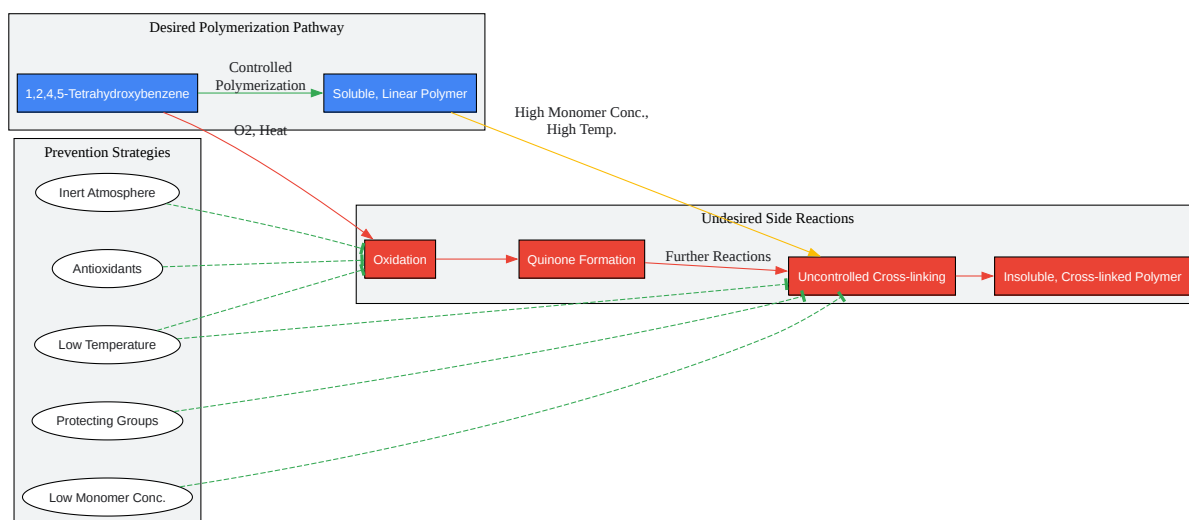 Desired Polymerization Pathway
1,2,4,5-Tetrahydroxybenzene
Controlled
Polymerization
Soluble, Linear Polymer
O2, Heat
High Monomer Conc.,
High Temp.
Prevention Strategies
Inert Atmosphere
Antioxidants
Low Temperature
Protecting Groups
Low Monomer Conc.
Undesired Side Reactions
Oxidation
Quinone Formation
Further Reactions
Uncontrolled Cross-linking
Insoluble, Cross-linked Polymer